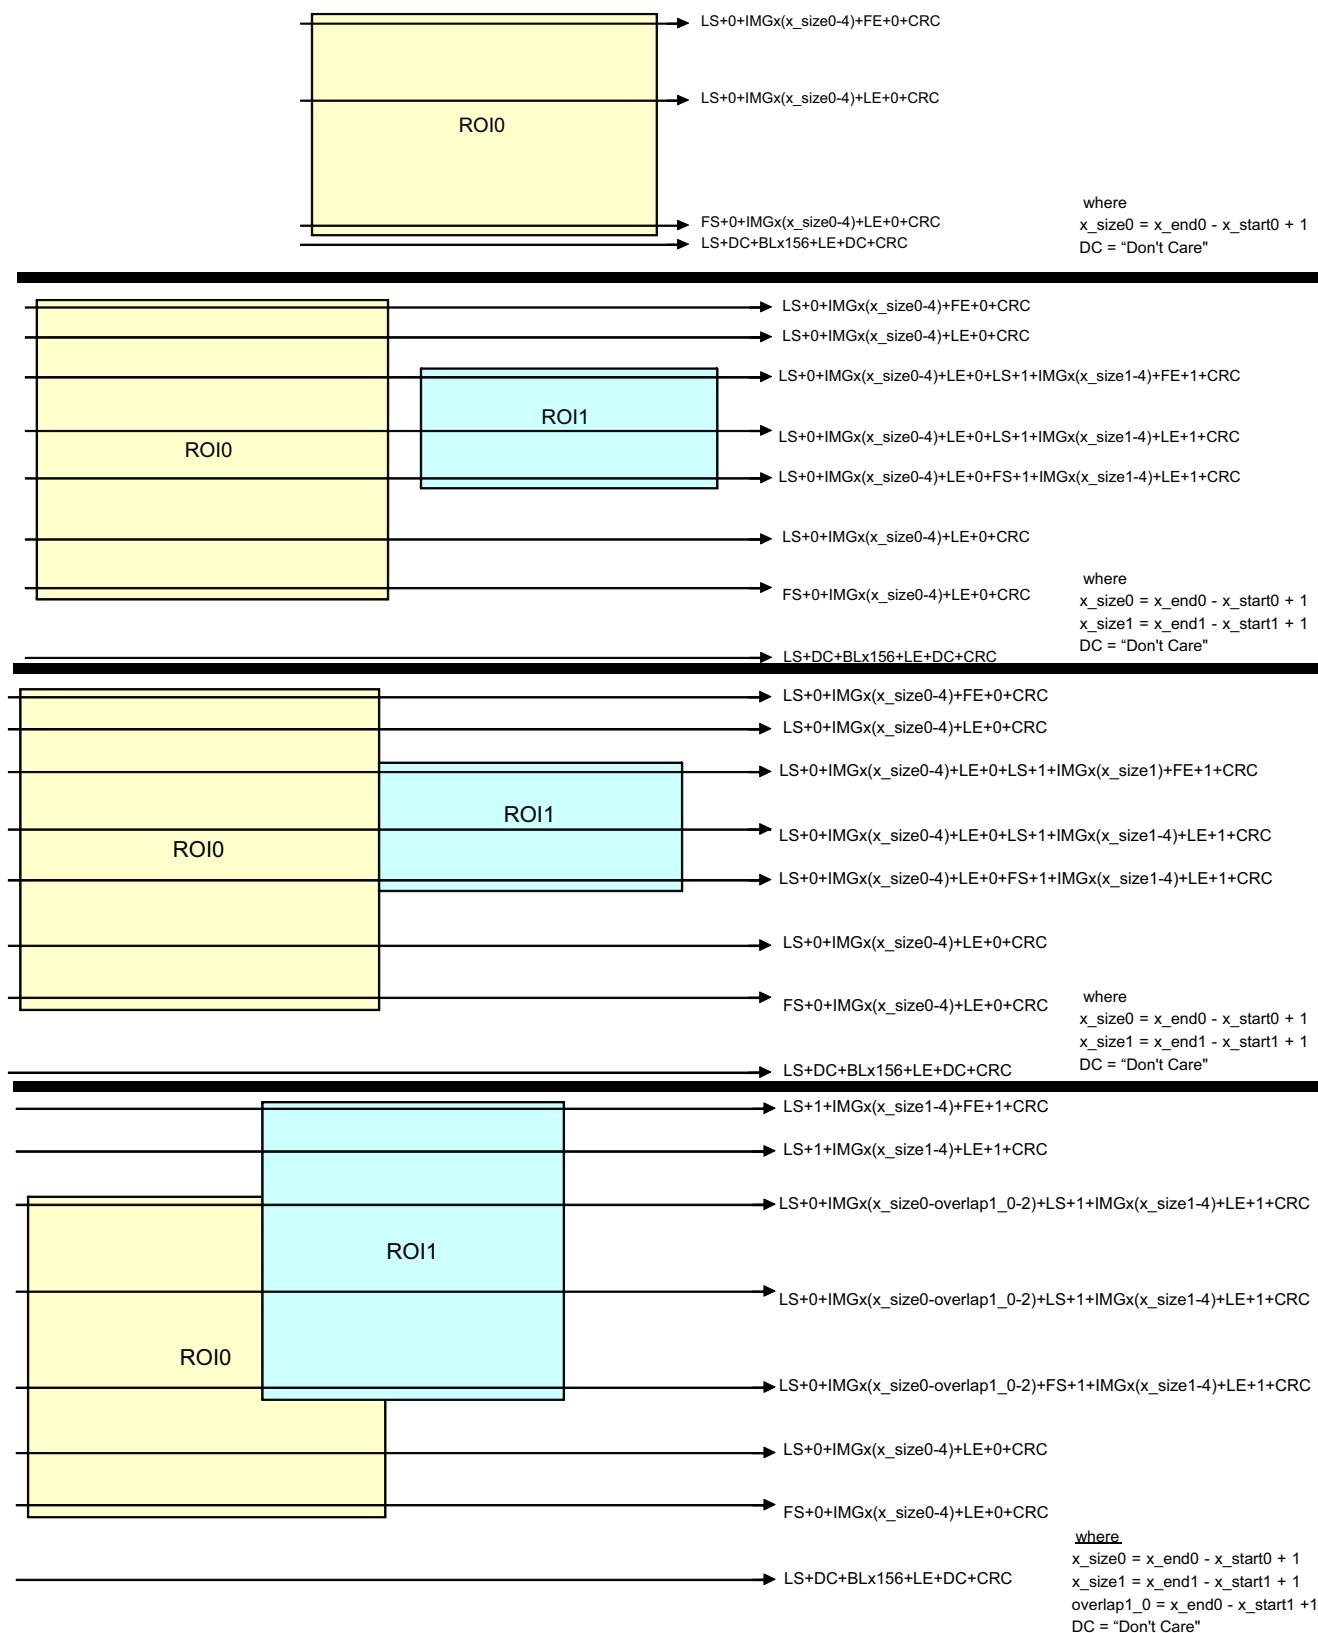 LS+0+IMGx(x_size0-4)+FE+0+CRC
LS+0+IMGx(x_size0-4)+LE+0+CRC
ROI0
FS+0+IMGx(x_size0-4)+LE+0+CRC
LS+DC+BLx156+LE+DC+CRC
where
x_size0 = x_end0 - x_start0 + 1
DC = “Don't Care"
LS+0+IMGx(x_size0-4)+FE+0+CRC
LS+0+IMGx(x_size0-4)+LE+0+CRC
LS+0+IMGx(x_size0-4)+LE+0+LS+1+IMGx(x_size1-4)+FE+1+CRC
ROI1
LS+0+IMGx(x_size0-4)+LE+0+LS+1+IMGx(x_size1-4)+LE+1+CRC
ROI0
LS+0+IMGx(x_size0-4)+LE+0+FS+1+IMGx(x_size1-4)+LE+1+CRC
LS+0+IMGx(x_size0-4)+LE+0+CRC
FS+0+IMGx(x_size0-4)+LE+0+CRC
where
x_size0 = x_end0 - x_start0 + 1
x_size1 = x_end1 - x_start1 + 1
DC = “Don't Care"
LS+DC+BLx156+LE+DC+CRC
LS+0+IMGx(x_size0-4)+FE+0+CRC
LS+0+IMGx(x_size0-4)+LE+0+CRC
LS+0+IMGx(x_size0-4)+LE+0+LS+1+IMGx(x_size1)+FE+1+CRC
ROI1
LS+0+IMGx(x_size0-4)+LE+0+LS+1+IMGx(x_size1-4)+LE+1+CRC
ROI0
LS+0+IMGx(x_size0-4)+LE+0+FS+1+IMGx(x_size1-4)+LE+1+CRC
LS+0+IMGx(x_size0-4)+LE+0+CRC
FS+0+IMGx(x_size0-4)+LE+0+CRC
where
x_size0 = x_end0 - x_start0 + 1
x_size1 = x_end1 - x_start1 + 1
DC = “Don't Care"
LS+DC+BLx156+LE+DC+CRC
LS+1+IMGx(x_size1-4)+FE+1+CRC
LS+1+IMGx(x_size1-4)+LE+1+CRC
LS+0+IMGx(x_size0-overlap1_0-2)+LS+1+IMGx(x_size1-4)+LE+1+CRC
ROI1
LS+0+IMGx(x_size0-overlap1_0-2)+LS+1+IMGx(x_size1-4)+LE+1+CRC
ROI0
LS+0+IMGx(x_size0-overlap1_0-2)+FS+1+IMGx(x_size1-4)+LE+1+CRC
LS+0+IMGx(x_size0-4)+LE+0+CRC
FS+0+IMGx(x_size0-4)+LE+0+CRC
where
x_size0 = x_end0 - x_start0 + 1
x_size1 = x_end1 - x_start1 + 1
overlap1_0 = x_end0 - x_start1 +1
DC = “Don't Care"
LS+DC+BLx156+LE+DC+CRC